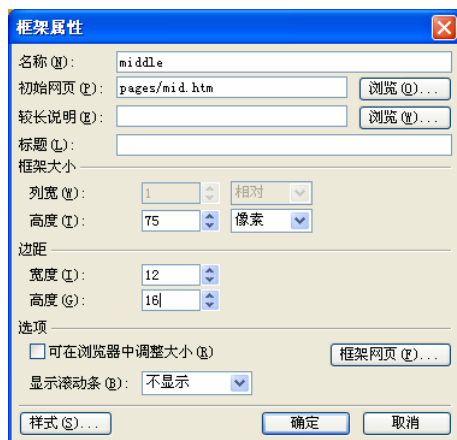 框架属性
名称(N): middle
初始网页(P): pages/mid.htm 浏览(O)...
较长说明(E): 浏览(W)...
标题(L):
框架大小
列宽(W): 1 相对
高度(T): 75 像素
边距
宽度(I): 12
高度(G): 16
选项
可在浏览器中调整大小(R) 框架网页(F)...
显示滚动条(B): 不显示
样式(S)... 确定 取消